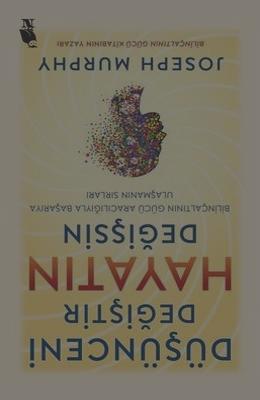 DÜŞÜNCENİ
DEĞİŞTİR
HAYATIN
DEĞİŞSİN
BİLİNÇALTININ GÜCÜ ARACILIĞIYLA BAŞARIYA
ULAŞMANIN SIRLARI
JOSEPH MURPHY
BİLİNÇALTININ GÜCÜ KİTABININ YAZARI